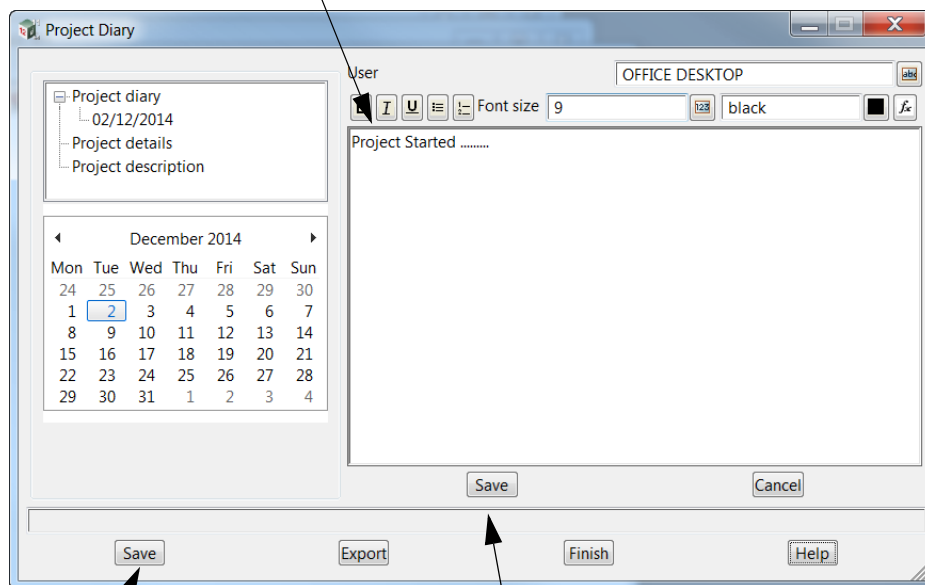 Project Diary
Project diary
02/12/2014
Project details
Project description
December 2014
Mon Tue Wed Thu Fri Sat Sun
24 25 26 27 28 29 30
1 2 3 4 5 6 7
8 9 10 11 12 13 14
15 16 17 18 19 20 21
22 23 24 25 26 27 28
29 30 31 1 2 3 4
User OFFICE DESKTOP abc
I U Font size 9 123 black fx
Project Started .........
Save Cancel
Save Export Finish Help